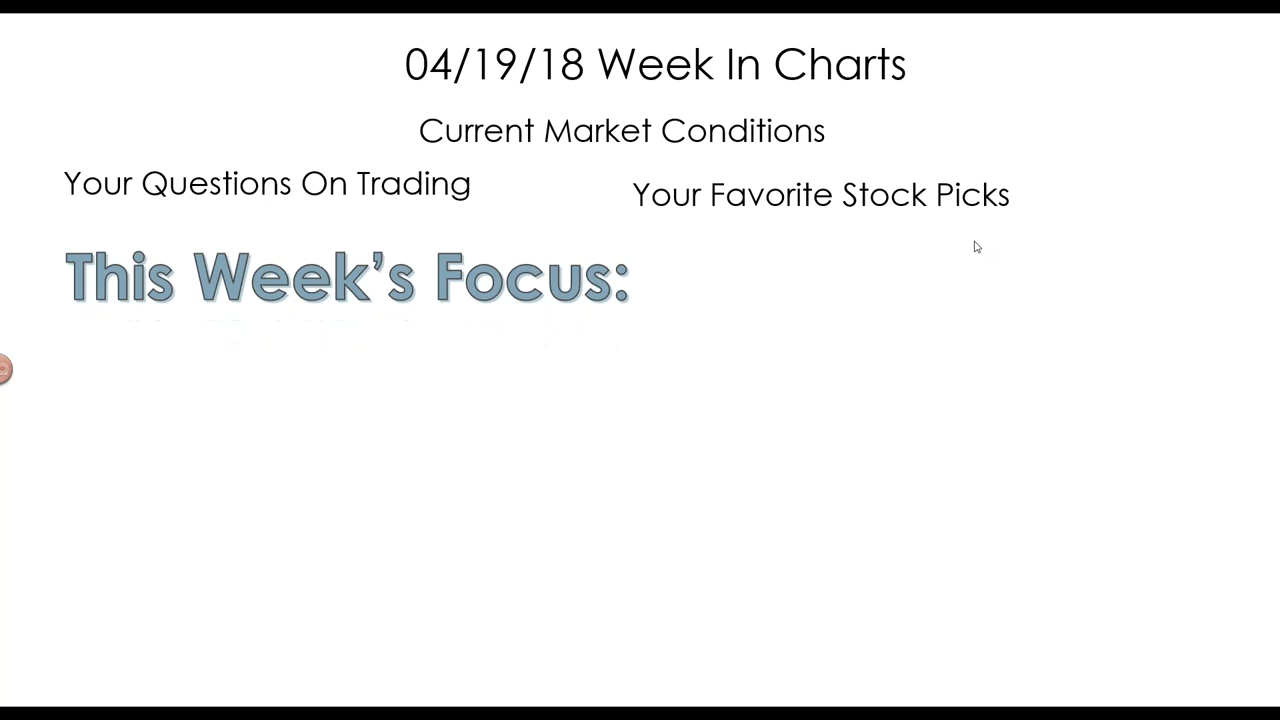 04/19/18 Week In Charts
Current Market Conditions
Your Questions On Trading
Your Favorite Stock Picks
This Week’s Focus: